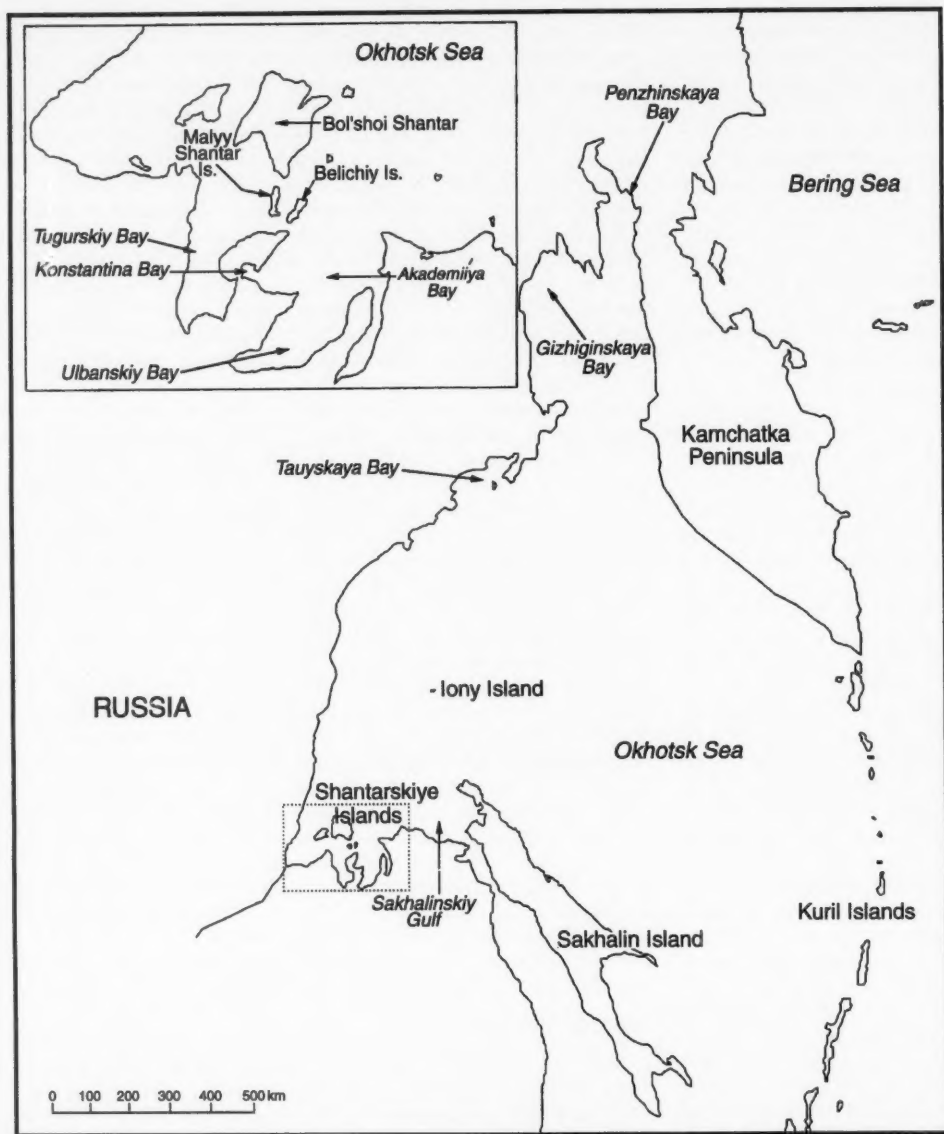 Okhotsk Sea
Bol'shoi Shantar
Malyy
Shantar
Is.
Belichiy Is.
Tugurskiy Bay
Konstantina Bay
Akademiiya
Bay
Ulbanskiy Bay
Penzhinskaya
Bay
Bering Sea
Gizhiginskaya
Bay
Kamchatka
Peninsula
Tauyskaya Bay
Iony Island
RUSSIA
Okhotsk Sea
Shantarskiye
Islands
Sakhalinskiy
Gulf
Sakhalin Island
Kuril Islands
0 100 200 300 400 500 km